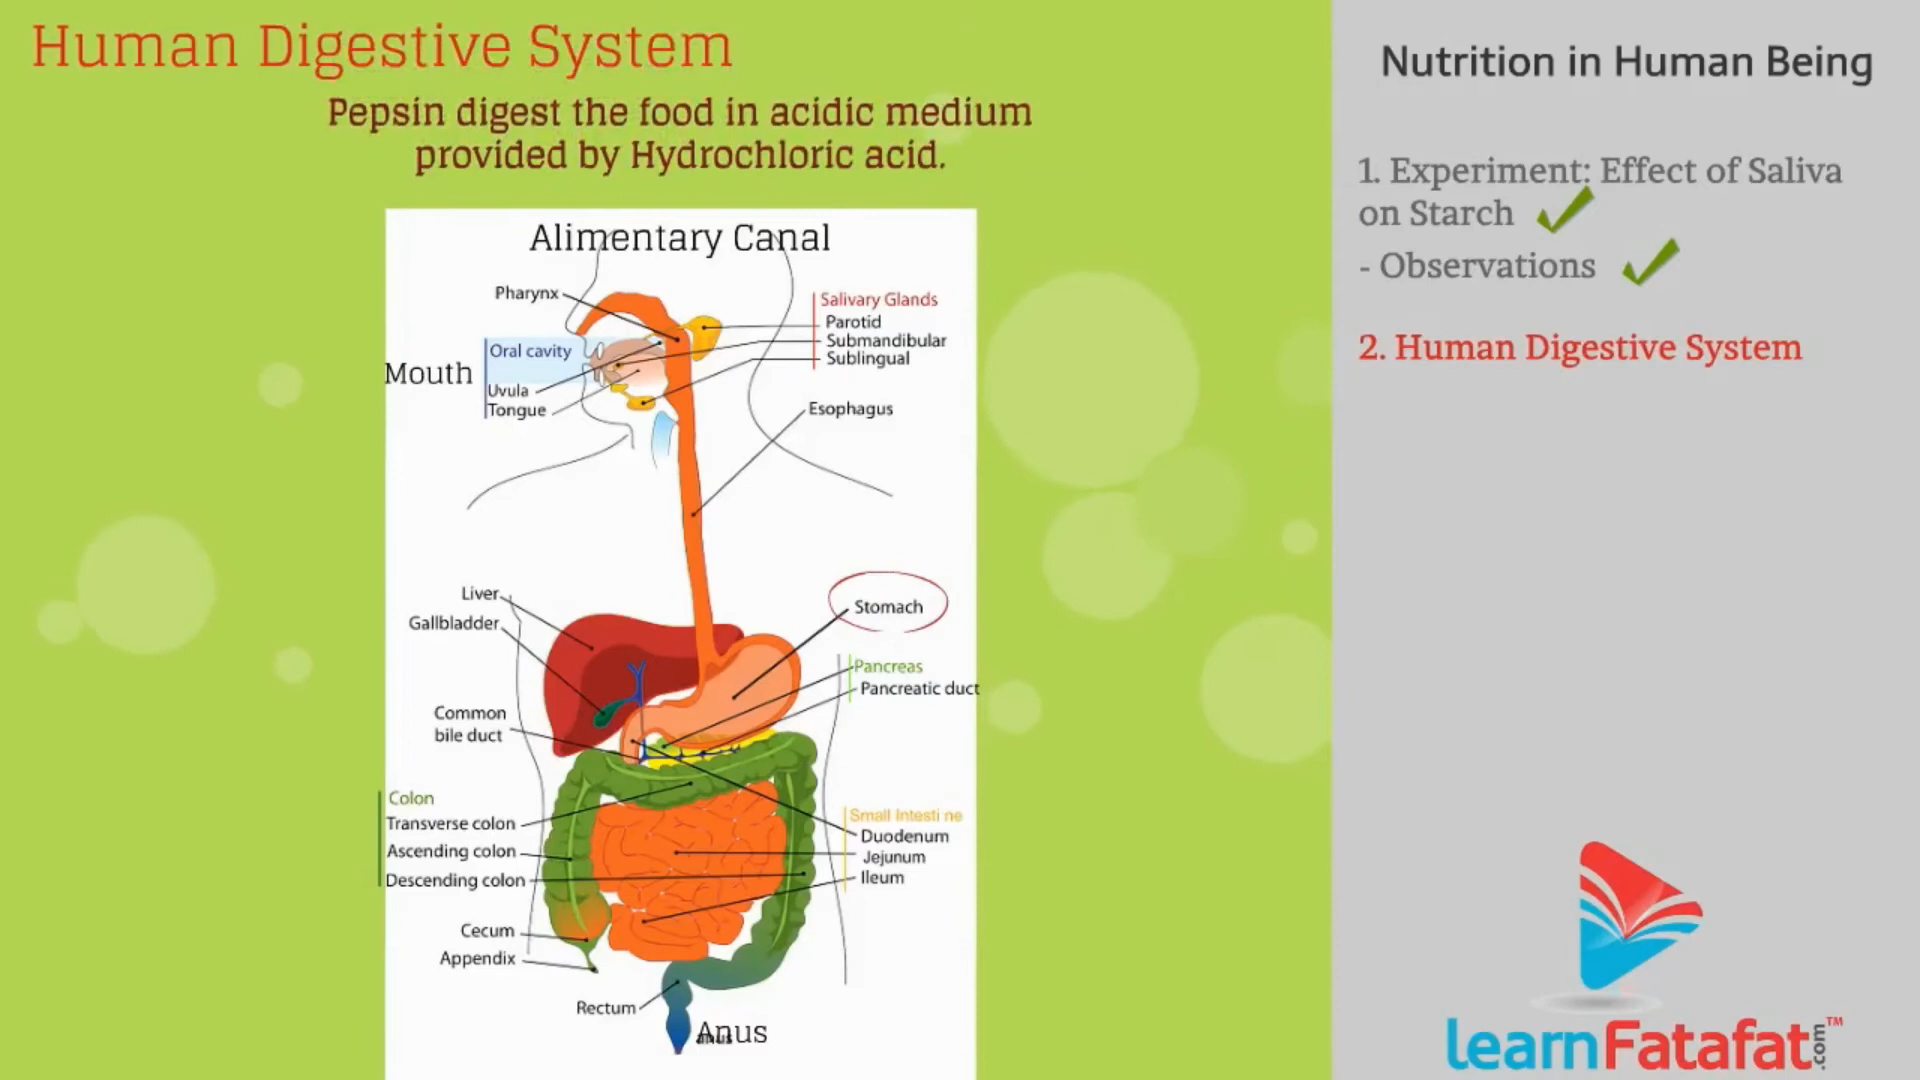 Human Digestive System
Pepsin digest the food in acidic medium
provided by Hydrochloric acid.
Alimentary Canal
Pharynx
Salivary Glands
Parotid
Submandibular
Sublingual
Oral cavity
Mouth
Uvula
Tongue
Esophagus
Liver
Gallbladder
Stomach
Pancreas
Pancreatic duct
Common
bile duct
Colon
Transverse colon
Ascending colon
Descending colon
Small Intesti ne
Duodenum
Jejunum
Ileum
Cecum
Appendix
Rectum
Anus
anus
Nutrition in Human Being
1. Experiment: Effect of Saliva
on Starch
- Observations
2. Human Digestive System
learnFatafat.com™